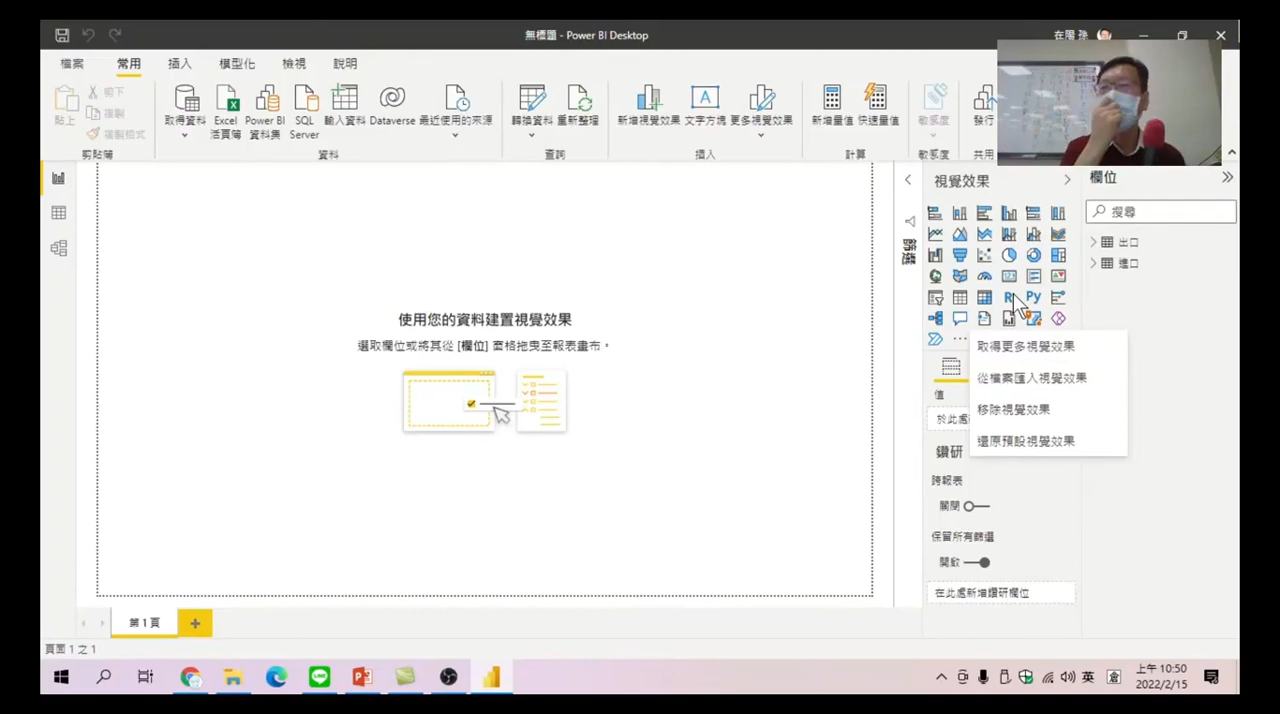 無標題 - Power BI Desktop
在陽 孫
檔案 常用 插入 模型化 檢視 說明
貼上
剪下
複製
複製格式
剪貼簿
取得資料
Excel 活頁簿
Power BI 資料集
SQL Server
輸入資料
Dataverse
最近使用的來源
資料
轉換資料
重新整理
查詢
新增視覺效果
文字方塊
更多視覺效果
插入
新增量值
快速量值
計算
敏感度
敏感度
發行
共用
視覺效果
欄位
搜尋
出口
進口
篩選
R
Py
使用您的資料建置視覺效果
選取欄位或將其從 [欄位] 窗格拖曳至報表畫布。
取得更多視覺效果
從檔案匯入視覺效果
移除視覺效果
還原預設視覺效果
值
於此處
鑽研
跨報表
關閉
保留所有篩選
開啟
在此處新增鑽研欄位
第 1 頁
頁面 1 之 1
英
倉
上午 10:50
2022/2/15